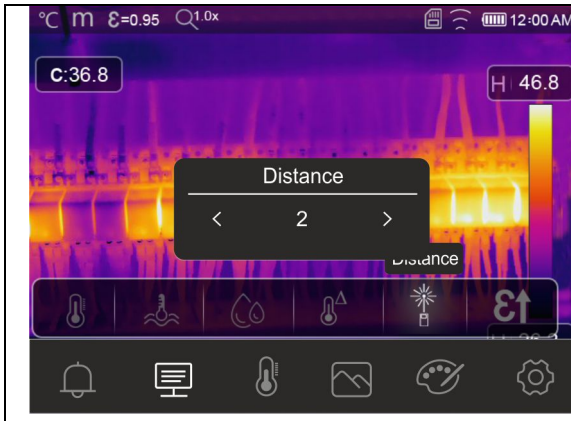 °C m ε=0.95 1.0x 12:00 AM
C:36.8
H 46.8
Distance
< 2 >
Distance
ε↑